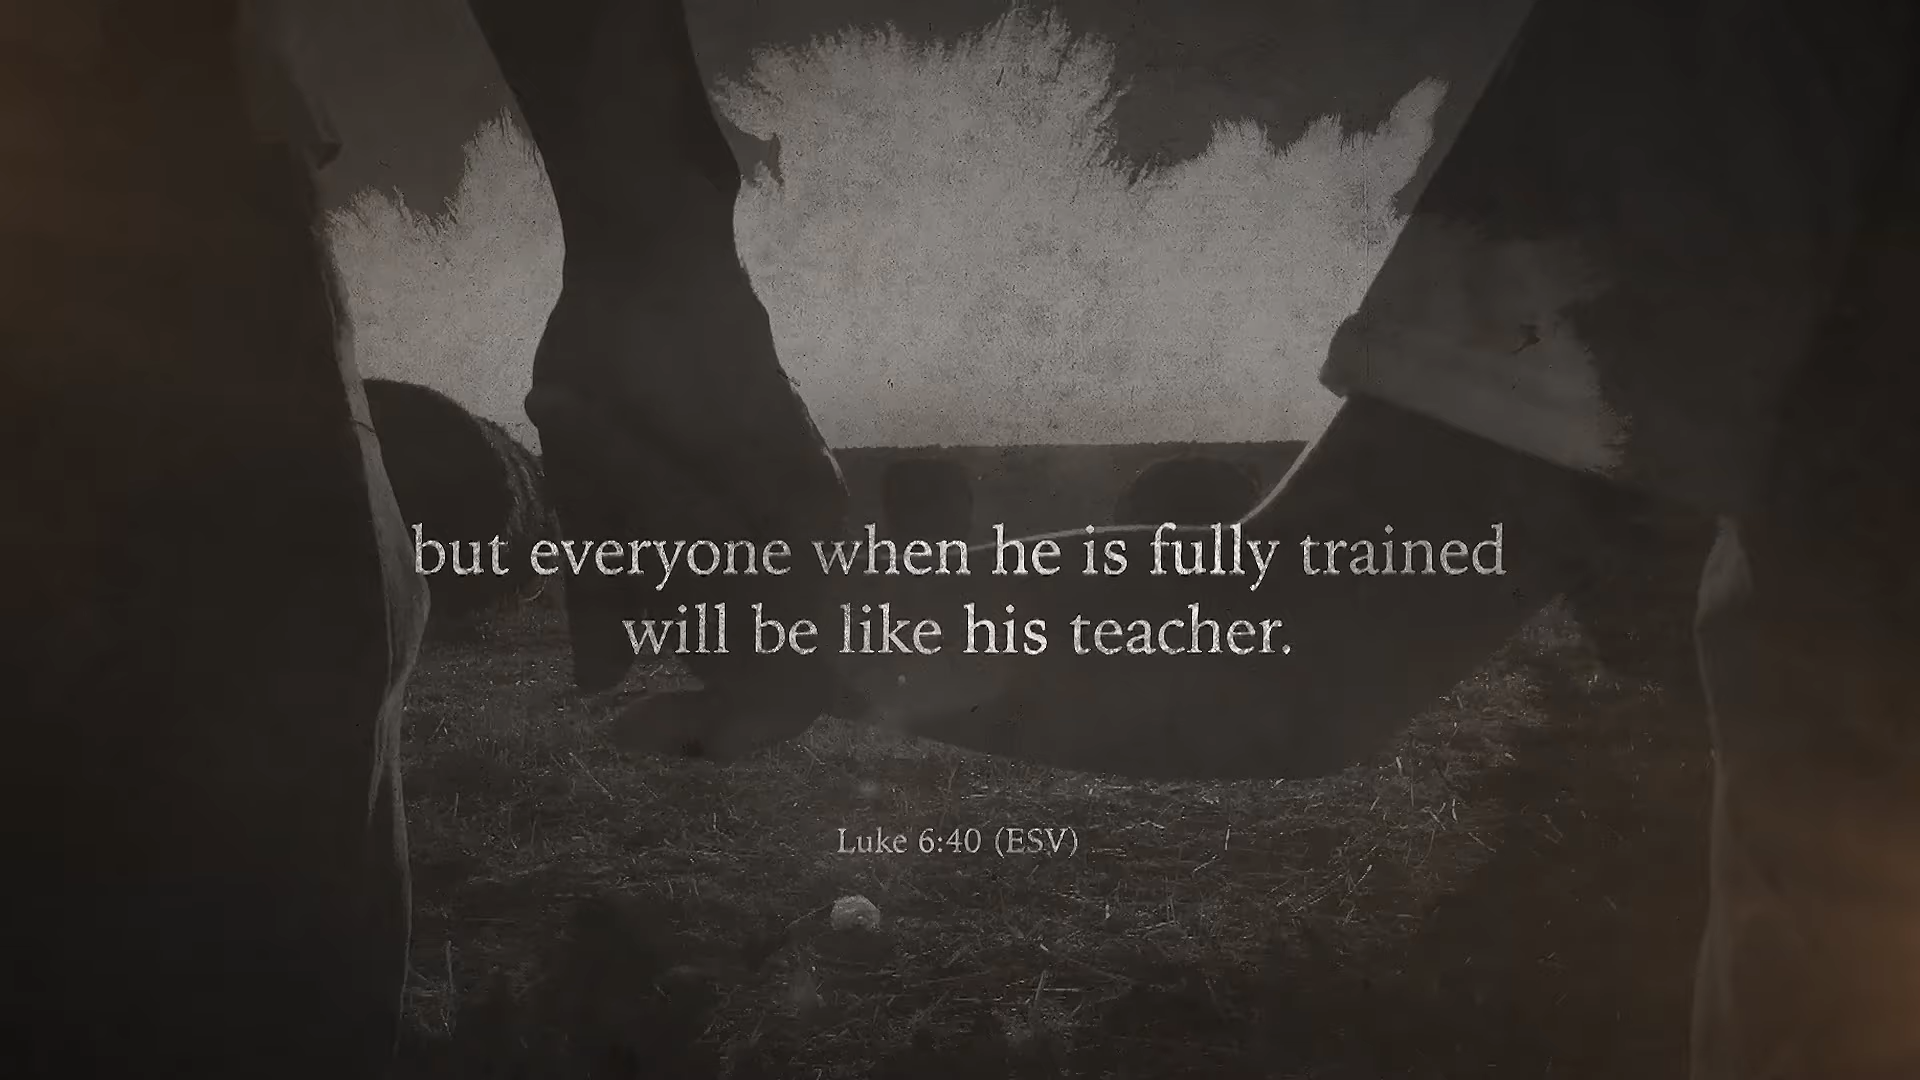 but everyone when he is fully trained
will be like his teacher.
Luke 6:40 (ESV)